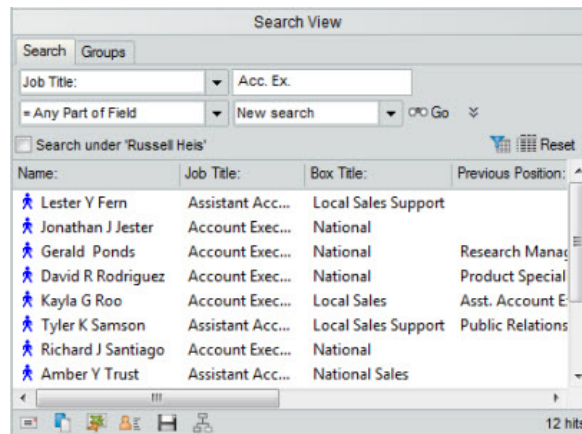 Search View
Search Groups
Job Title: Acc. Ex.
= Any Part of Field New search Go
Search under 'Russell Heis' Reset
Name: Job Title: Box Title: Previous Position:
Lester Y Fern Assistant Acc... Local Sales Support
Jonathan J Jester Account Exec... National
Gerald Ponds Account Exec... National Research Manag
David R Rodriguez Account Exec... National Product Special
Kayla G Roo Account Exec... Local Sales Asst. Account E
Tyler K Samson Assistant Acc... Local Sales Support Public Relations
Richard J Santiago Account Exec... National
Amber Y Trust Assistant Acc... National Sales
12 hits